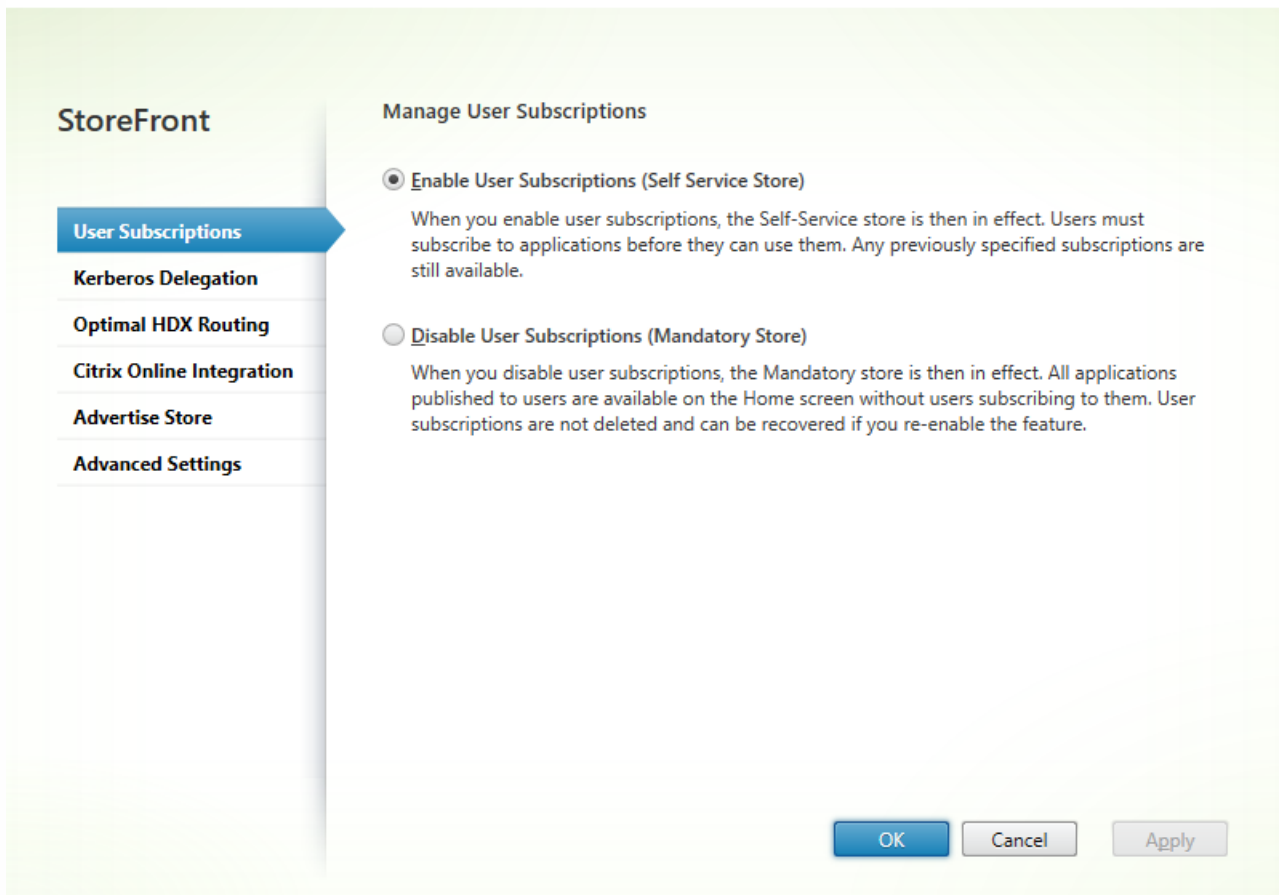 StoreFront
User Subscriptions
Kerberos Delegation
Optimal HDX Routing
Citrix Online Integration
Advertise Store
Advanced Settings
Manage User Subscriptions
Enable User Subscriptions (Self Service Store)
When you enable user subscriptions, the Self-Service store is then in effect. Users must
subscribe to applications before they can use them. Any previously specified subscriptions are
still available.
Disable User Subscriptions (Mandatory Store)
When you disable user subscriptions, the Mandatory store is then in effect. All applications
published to users are available on the Home screen without users subscribing to them. User
subscriptions are not deleted and can be recovered if you re-enable the feature.
OK
Cancel
Apply